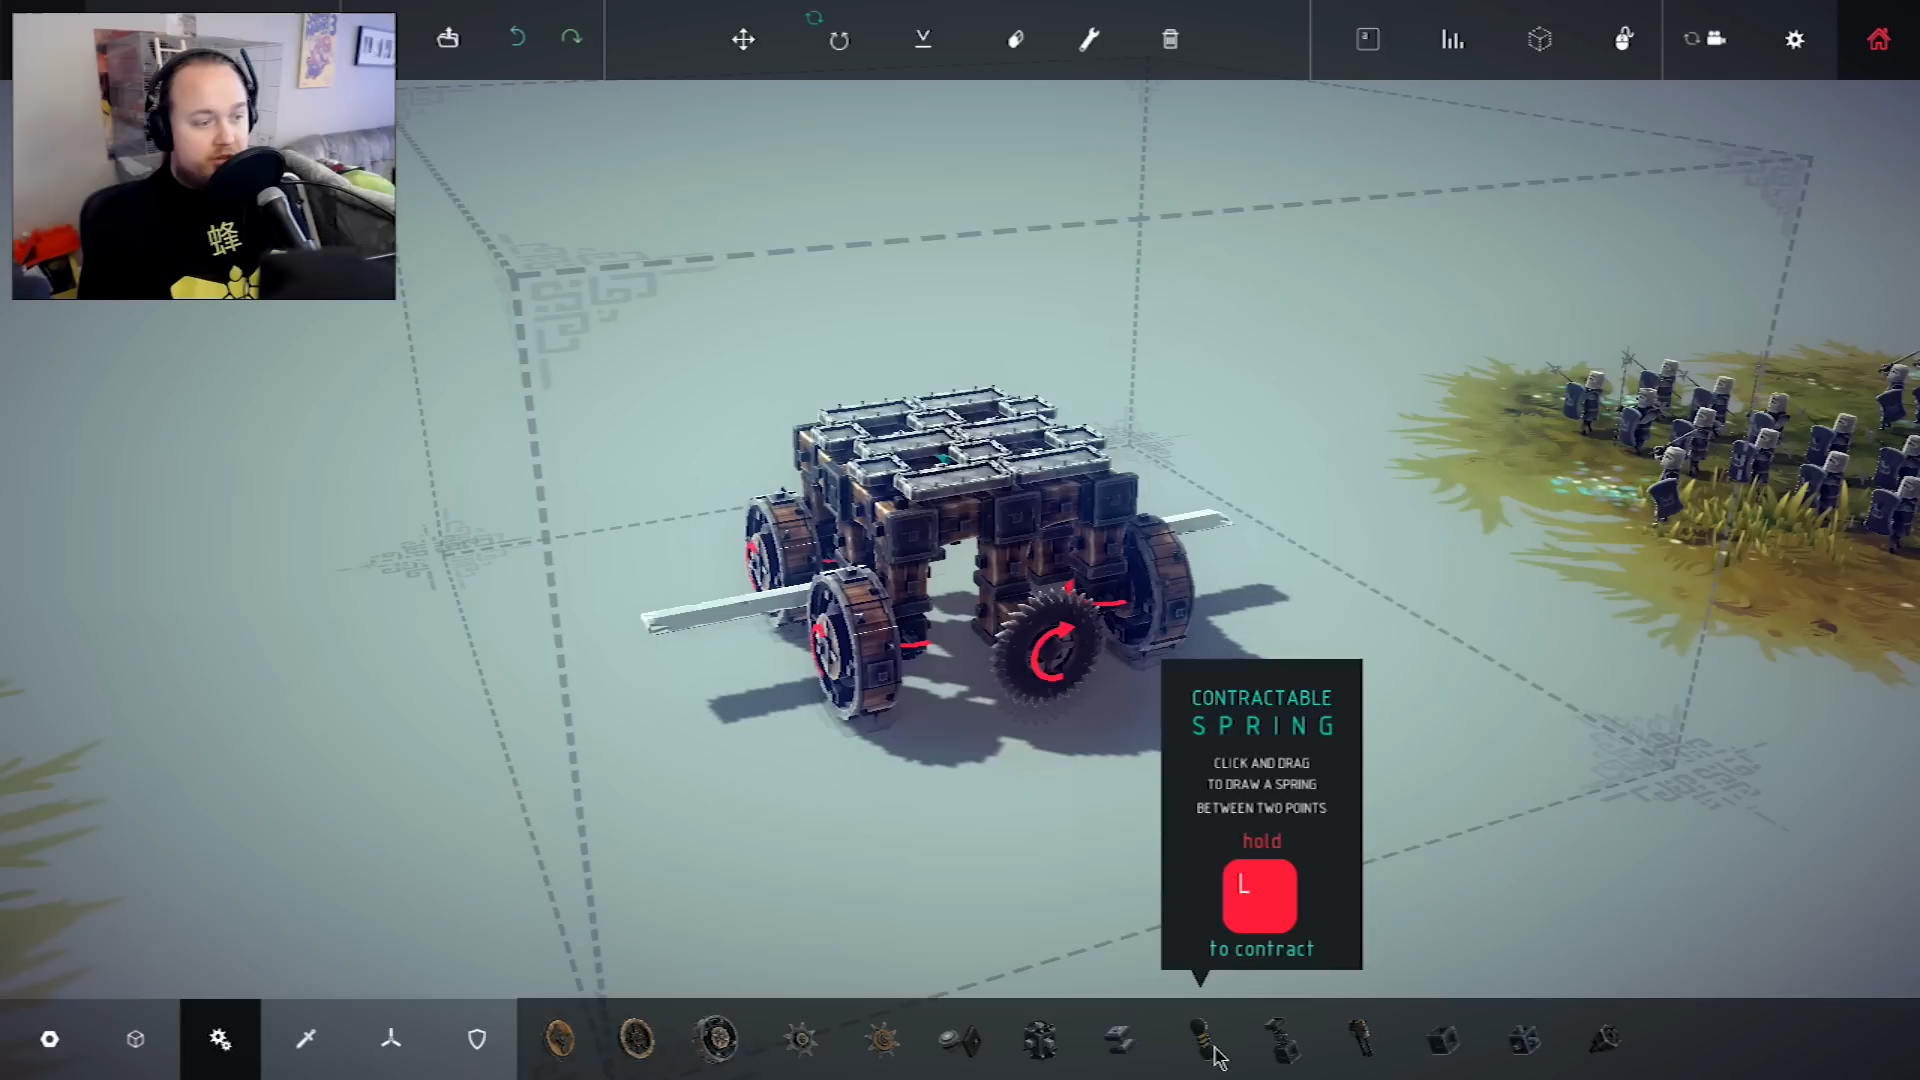 蜂
CONTRACTABLE
SPRING
CLICK AND DRAG
TO DRAW A SPRING
BETWEEN TWO POINTS
hold
L
to contract